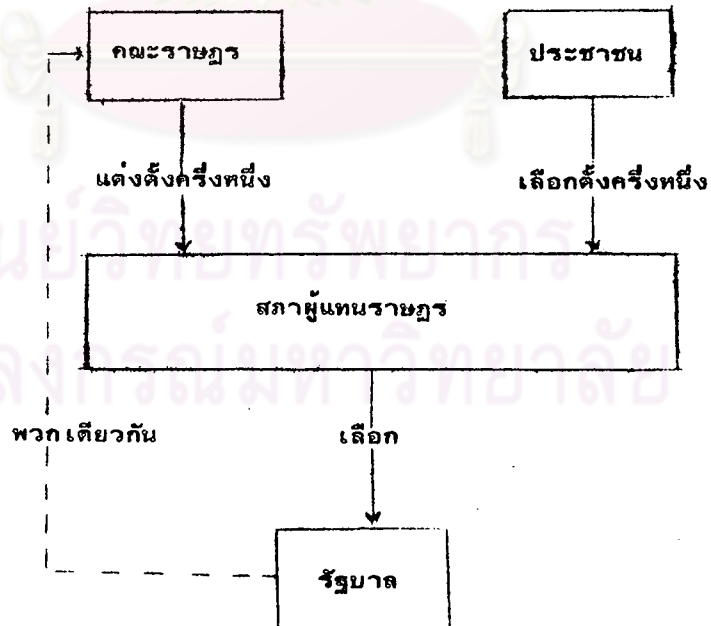 คณะราษฎร
ประชาชน
แต่งตั้งครึ่งหนึ่ง
เลือกตั้งครึ่งหนึ่ง
สภาผู้แทนราษฎร
พวกเดียวกัน
เลือก
รัฐบาล